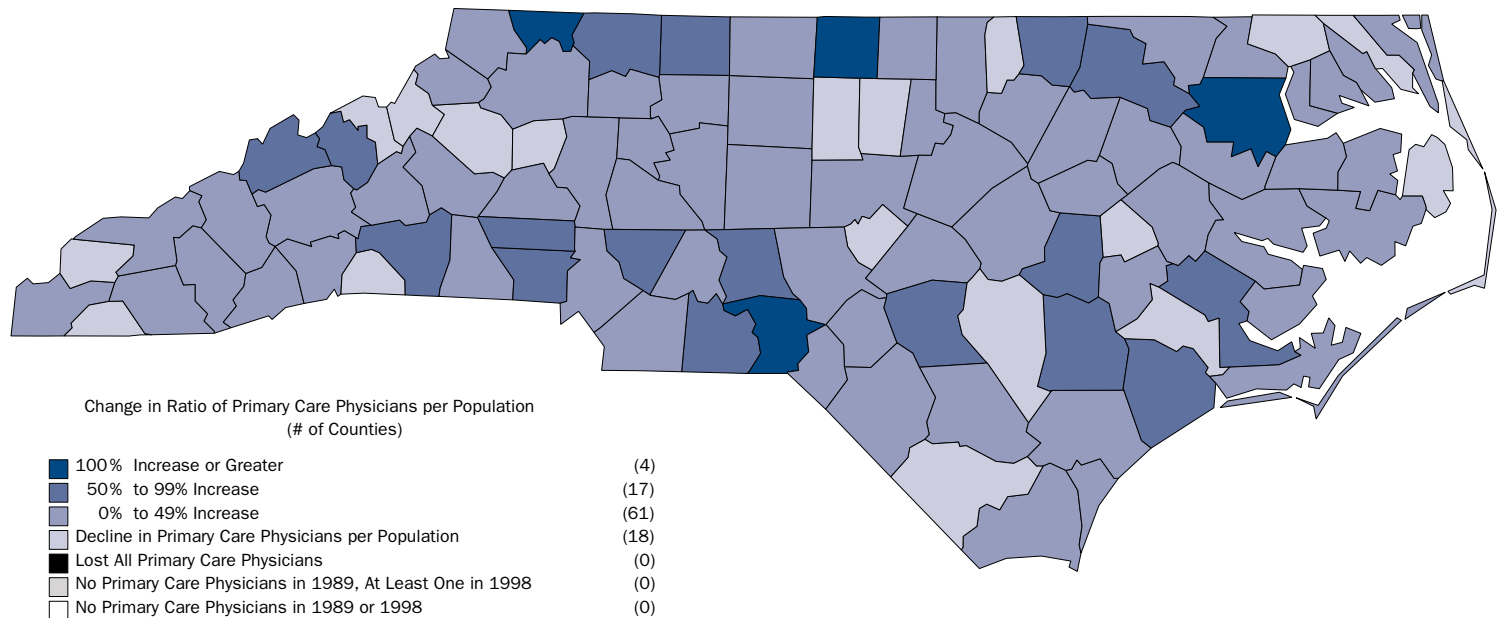 Change in Ratio of Primary Care Physicians per Population
(# of Counties)
100% Increase or Greater (4)
50% to 99% Increase (17)
0% to 49% Increase (61)
Decline in Primary Care Physicians per Population (18)
Lost All Primary Care Physicians (0)
No Primary Care Physicians in 1989, At Least One in 1998 (0)
No Primary Care Physicians in 1989 or 1998 (0)